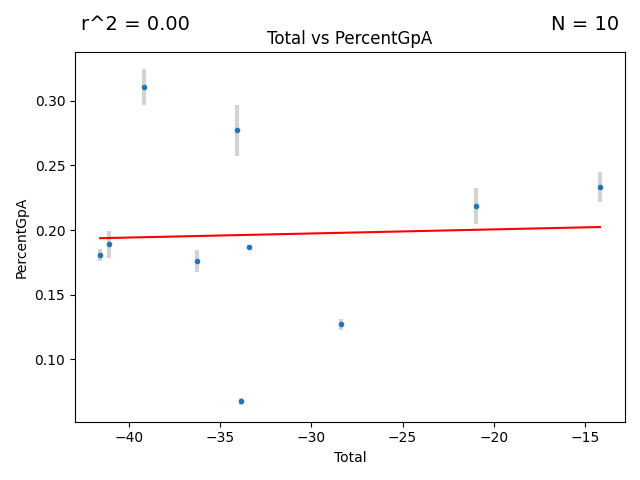 r^2 = 0.00
N = 10
Total vs PercentGpA
PercentGpA
0.30
0.25
0.20
0.15
0.10
−40
−35
−30
−25
−20
−15
Total